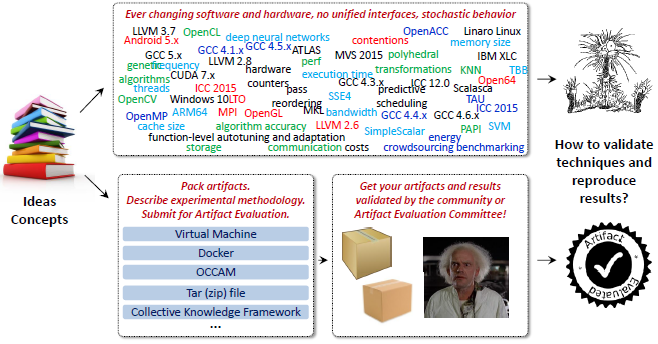 Ever changing software and hardware, no unified interfaces, stochastic behavior
LLVM 3.7 OpenCL deep neural networks OpenACC Linaro Linux
Android 5.x GCC 4.1.x GCC 4.5.x ATLAS contentions memory size
GCC 5.x LLVM 2.8 perf MVS 2015 polyhedral IBM XLC
genetic frequency hardware transformations KNN TBB
algorithms CUDA 7.x counters execution time GCC 4.3.x ICC 12.0 Open64
threads ICC 2015 pass predictive Scalasca
OpenCV Windows 10 LTO reordering SSE4 scheduling TAU ICC 2015
OpenMP ARM64 MPI OpenGL MKL bandwidth GCC 4.4.x GCC 4.6.x
cache size algorithm accuracy LLVM 2.6 SimpleScalar PAPI SVM
function-level autotuning and adaptation energy
storage communication costs crowdsourcing benchmarking
Ideas
Concepts
How to validate
techniques and
reproduce
results?
Pack artifacts.
Describe experimental methodology.
Submit for Artifact Evaluation.
Virtual Machine
Docker
OCCAM
Tar (zip) file
Collective Knowledge Framework
...
Get your artifacts and results
validated by the community or
Artifact Evaluation Committee!
Artifact
Evaluated